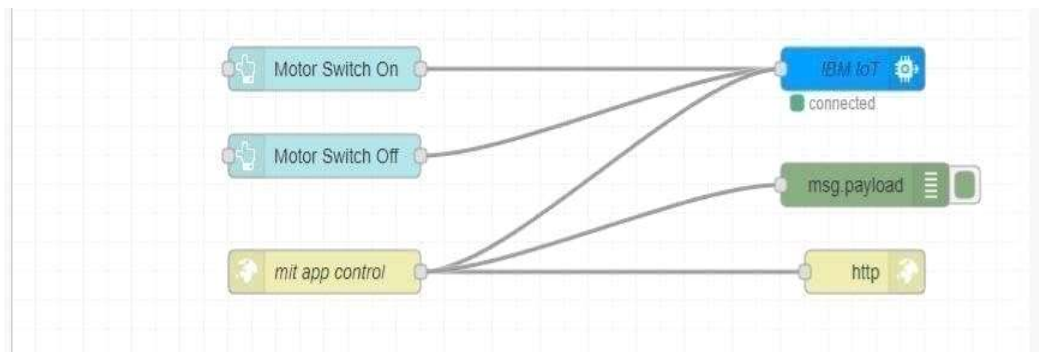 Motor Switch On
IBM IoT
connected
Motor Switch Off
msg.payload
mit app control
http